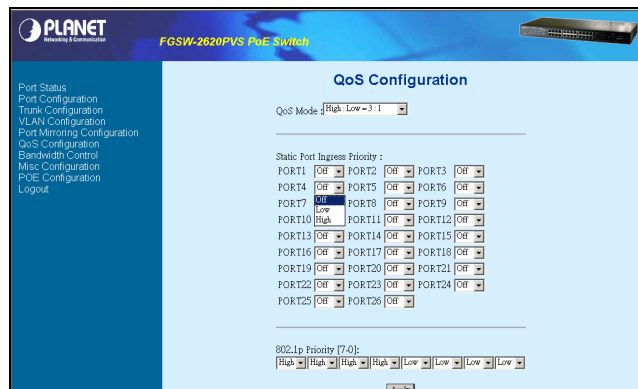 PLANET
Networking & Communication
FGSW-2620PVS PoE Switch
Port Status
Port Configuration
Trunk Configuration
VLAN Configuration
Port Mirroring Configuration
QoS Configuration
Bandwidth Control
Misc Configuration
POE Configuration
Logout
QoS Configuration
QoS Mode : High : Low = 3 : 1
Static Port Ingress Priority :
PORT1 Off PORT2 Off PORT3 Off
PORT4 Off PORT5 Off PORT6 Off
PORT7 Off PORT8 Off PORT9 Off
Low
PORT10 High PORT11 Off PORT12 Off
PORT13 Off PORT14 Off PORT15 Off
PORT16 Off PORT17 Off PORT18 Off
PORT19 Off PORT20 Off PORT21 Off
PORT22 Off PORT23 Off PORT24 Off
PORT25 Off PORT26 Off
802.1p Priority [7-0]:
High High High High Low Low Low Low